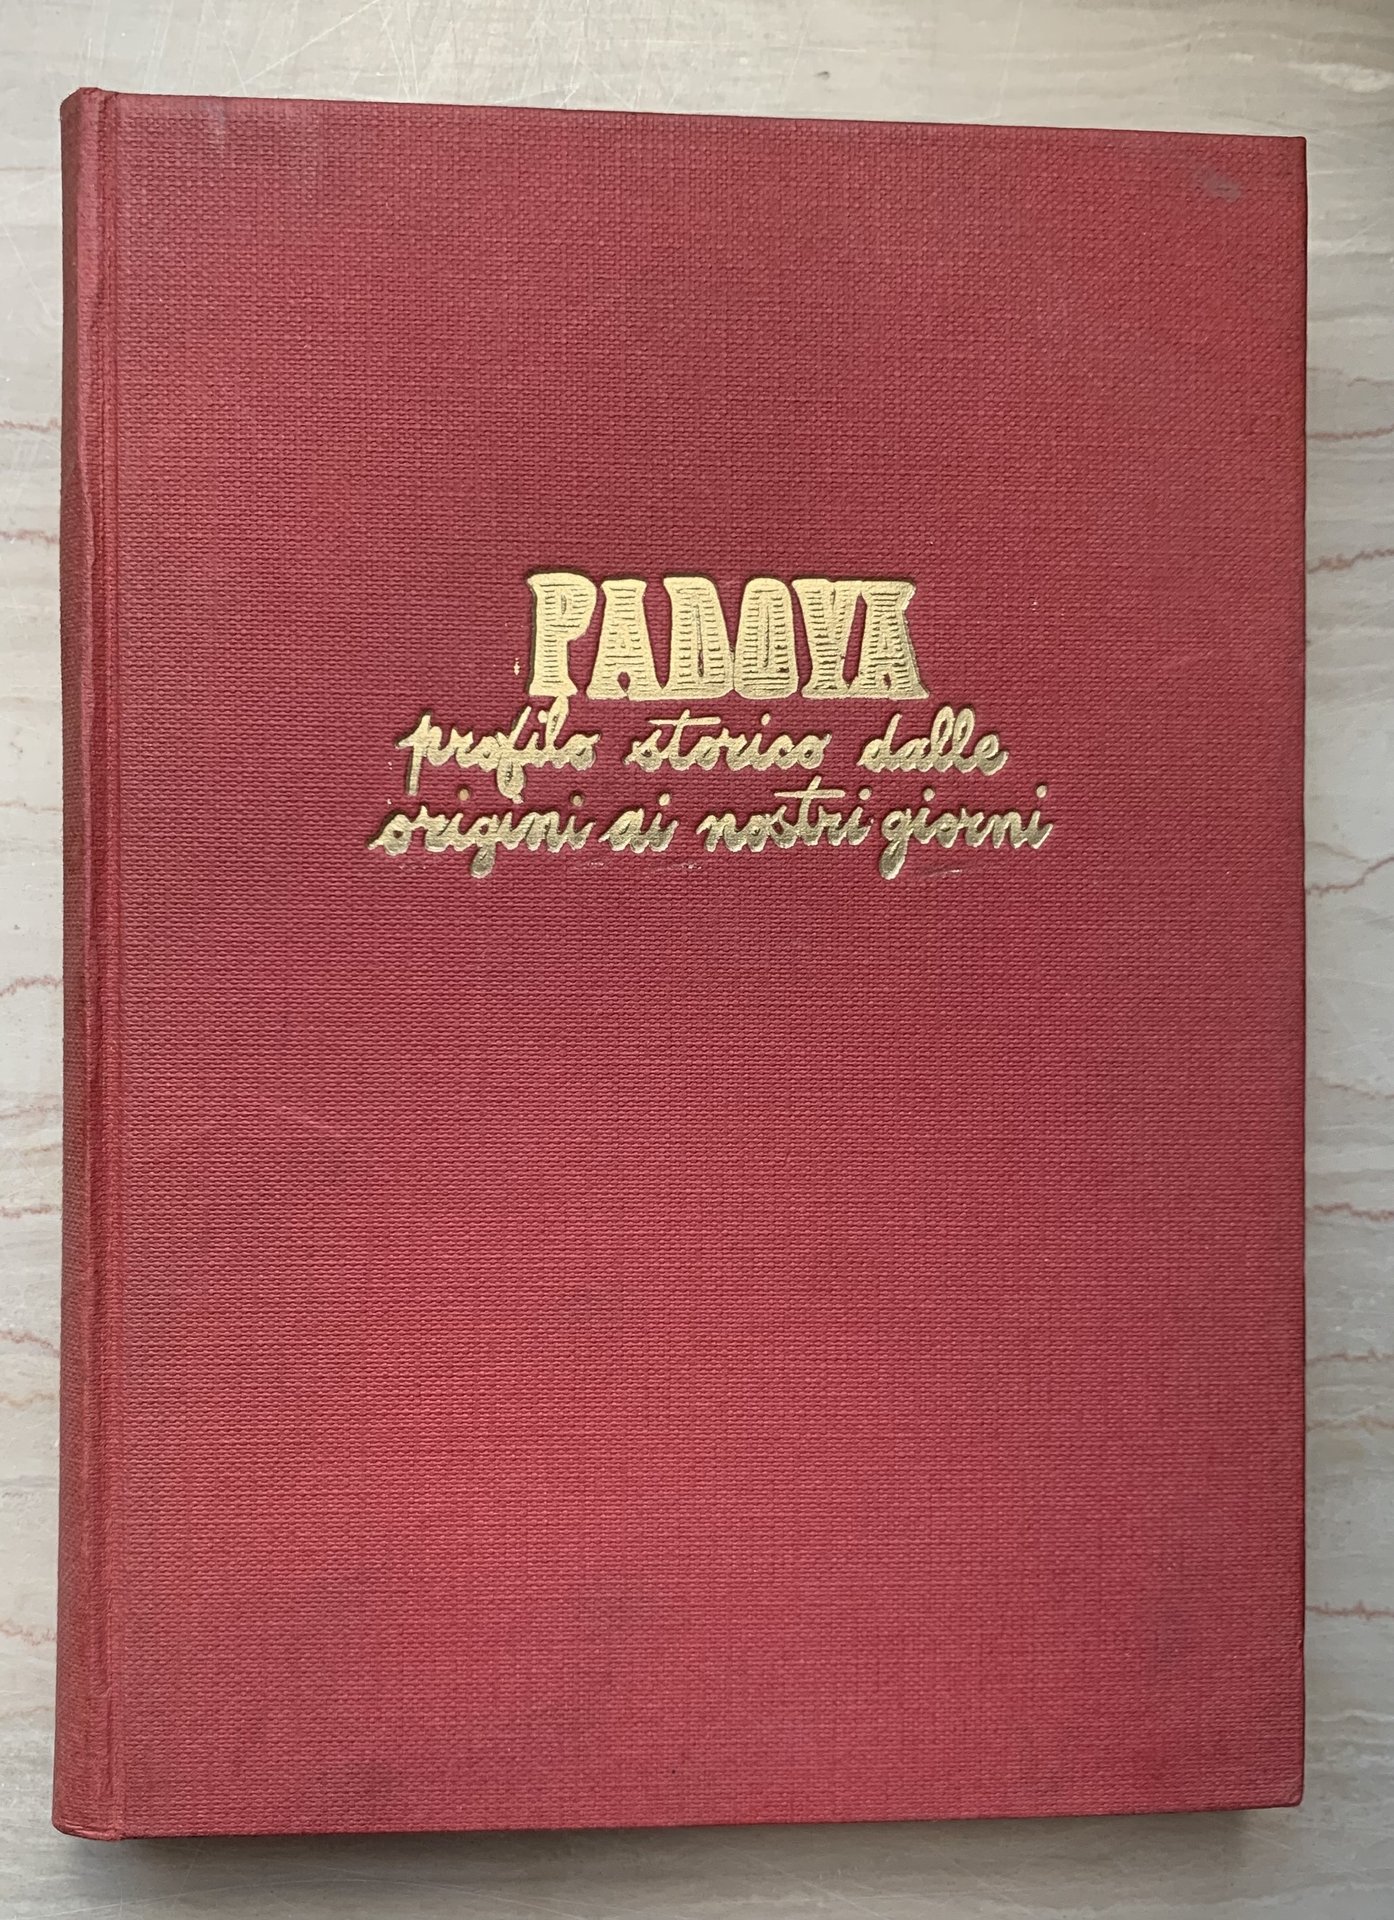 PADOVA
profilo storico dalle
origini ai nostri giorni